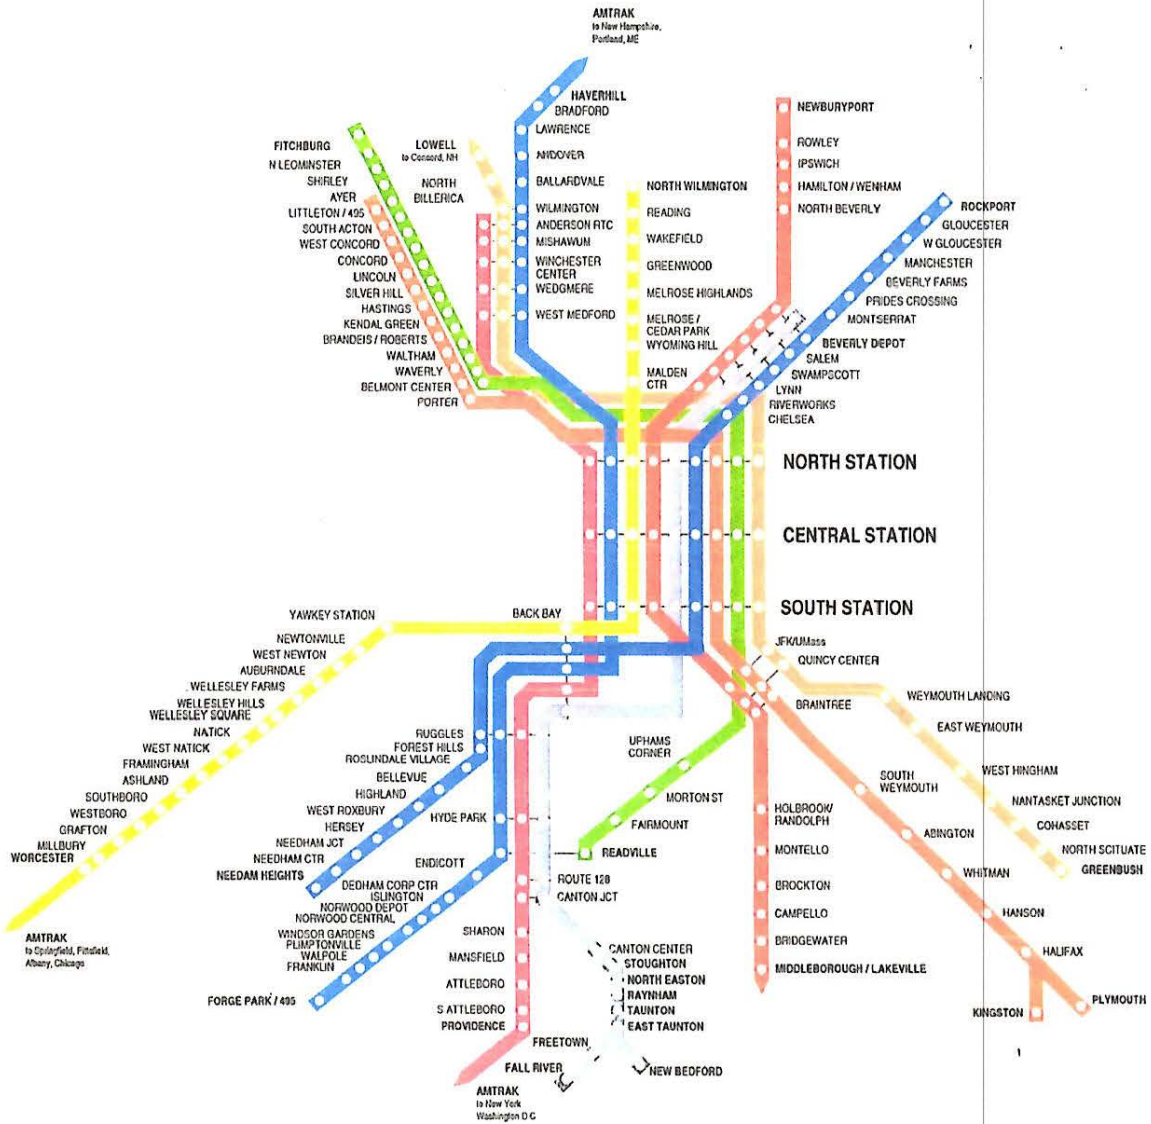 AMTRAK
to New Hampshire,
Portland, ME
HAVERHILL
BRADFORD
LAWRENCE
ANDOVER
BALLARDVALE
WILMINGTON
ANDERSON RTC
MISHAWUM
WINCHESTER
CENTER
WEDGMERE
WEST MEDFORD
FITCHBURG
N LEOMINSTER
SHIRLEY
AYER
LITTLETON / 495
SOUTH ACTON
WEST CONCORD
CONCORD
LINCOLN
SILVER HILL
HASTINGS
KENDAL GREEN
BRANDEIS / ROBERTS
WALTHAM
WAVERLY
BELMONT CENTER
PORTER
LOWELL
to Concord, NH
NORTH
BILLERICA
NORTH WILMINGTON
READING
WAKEFIELD
GREENWOOD
MELROSE HIGHLANDS
MELROSE /
CEDAR PARK
WYOMING HILL
MALDEN
CTR
NEWBURYPORT
ROWLEY
IPSWICH
HAMILTON / WENHAM
NORTH BEVERLY
ROCKPORT
GLOUCESTER
W GLOUCESTER
MANCHESTER
BEVERLY FARMS
PRIDES CROSSING
MONTSERRAT
BEVERLY DEPOT
SALEM
SWAMPSCOTT
LYNN
RIVERWORKS
CHELSEA
NORTH STATION
CENTRAL STATION
SOUTH STATION
YAWKEY STATION
BACK BAY
NEWTONVILLE
WEST NEWTON
AUBURNDALE
WELLESLEY FARMS
WELLESLEY HILLS
WELLESLEY SQUARE
NATICK
WEST NATICK
FRAMINGHAM
ASHLAND
SOUTHBORO
WESTBORO
GRAFTON
MILLBURY
WORCESTER
AMTRAK
to Springfield, Pittsfield,
Albany, Chicago
RUGGLES
FOREST HILLS
ROSLINDALE VILLAGE
BELLEVUE
HIGHLAND
WEST ROXBURY
HERSEY
NEEDHAM JCT
NEEDHAM CTR
NEEDAM HEIGHTS
HYDE PARK
ENDICOTT
DEDHAM CORP CTR
ISLINGTON
NORWOOD DEPOT
NORWOOD CENTRAL
WINDSOR GARDENS
PLIMPTONVILLE
WALPOLE
FRANKLIN
FORGE PARK / 495
ROUTE 128
CANTON JCT
SHARON
MANSFIELD
ATTLEBORO
S ATTLEBORO
PROVIDENCE
AMTRAK
to New York
Washington D C
CANTON CENTER
STOUGHTON
NORTH EASTON
RAYNHAM
TAUNTON
EAST TAUNTON
FREETOWN
FALL RIVER
NEW BEDFORD
UPHAMS
CORNER
MORTON ST
FAIRMOUNT
READVILLE
JFK/UMass
QUINCY CENTER
BRAINTREE
WEYMOUTH LANDING
EAST WEYMOUTH
WEST HINGHAM
NANTASKET JUNCTION
COHASSET
NORTH SCITUATE
GREENBUSH
SOUTH
WEYMOUTH
ABINGTON
WHITMAN
HANSON
HALIFAX
PLYMOUTH
KINGSTON
HOLBROOK/
RANDOLPH
MONTELLO
BROCKTON
CAMPELLO
BRIDGEWATER
MIDDLEBOROUGH / LAKEVILLE